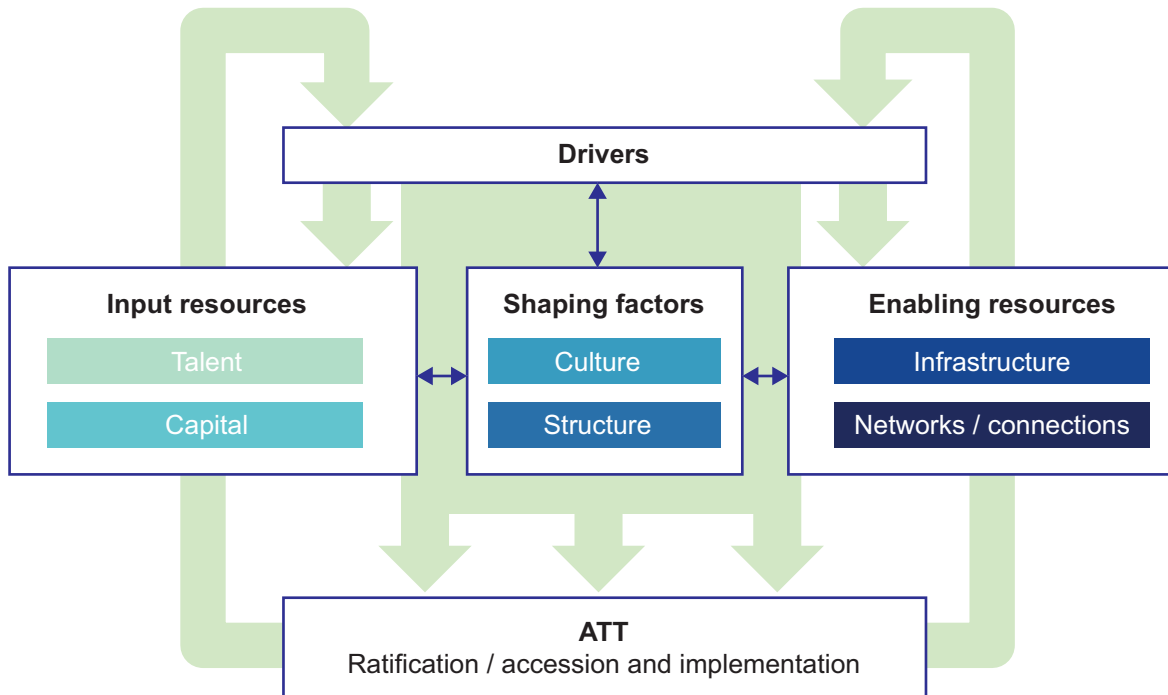 Drivers
Input resources
Talent
Capital
Shaping factors
Culture
Structure
Enabling resources
Infrastructure
Networks / connections
ATT
Ratification / accession and implementation